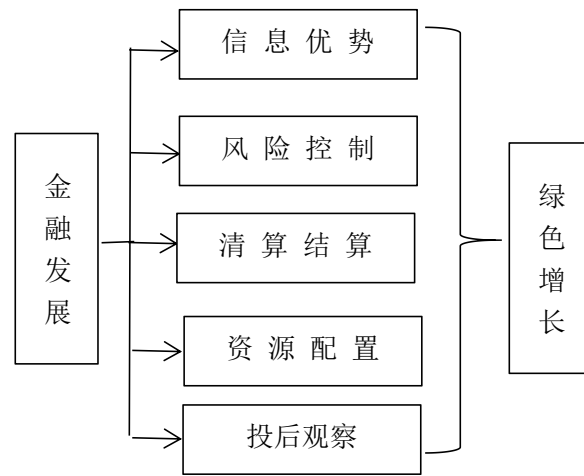 金融发展
信息优势
风险控制
清算结算
资源配置
投后观察
绿色增长